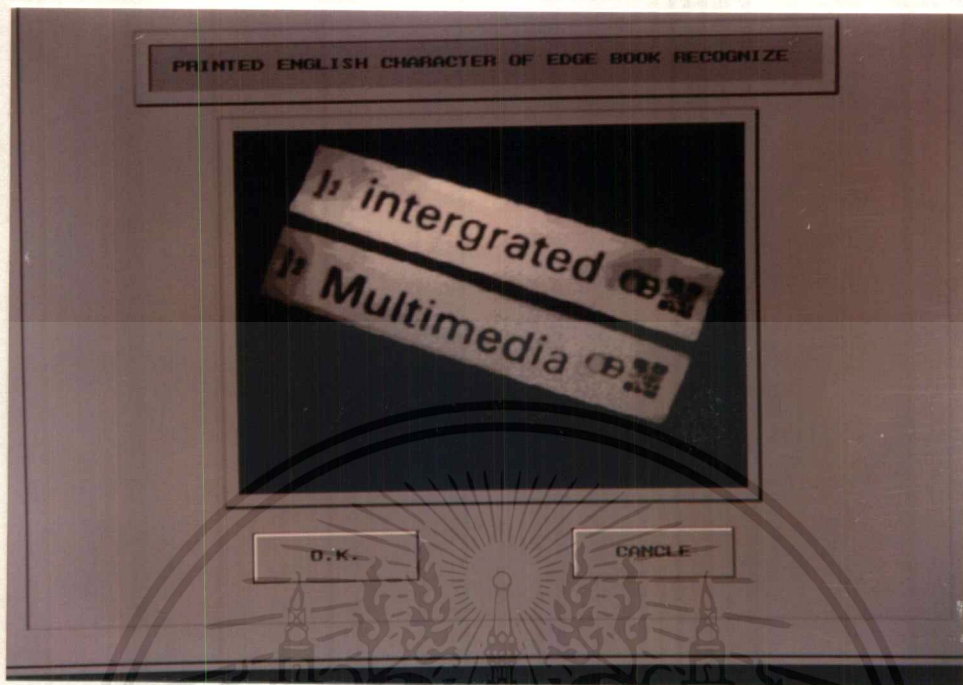 PRINTED ENGLISH CHARACTER OF EDGE BOOK RECOGNIZE
intergrated
Multimedia
O.K.
CANCLE